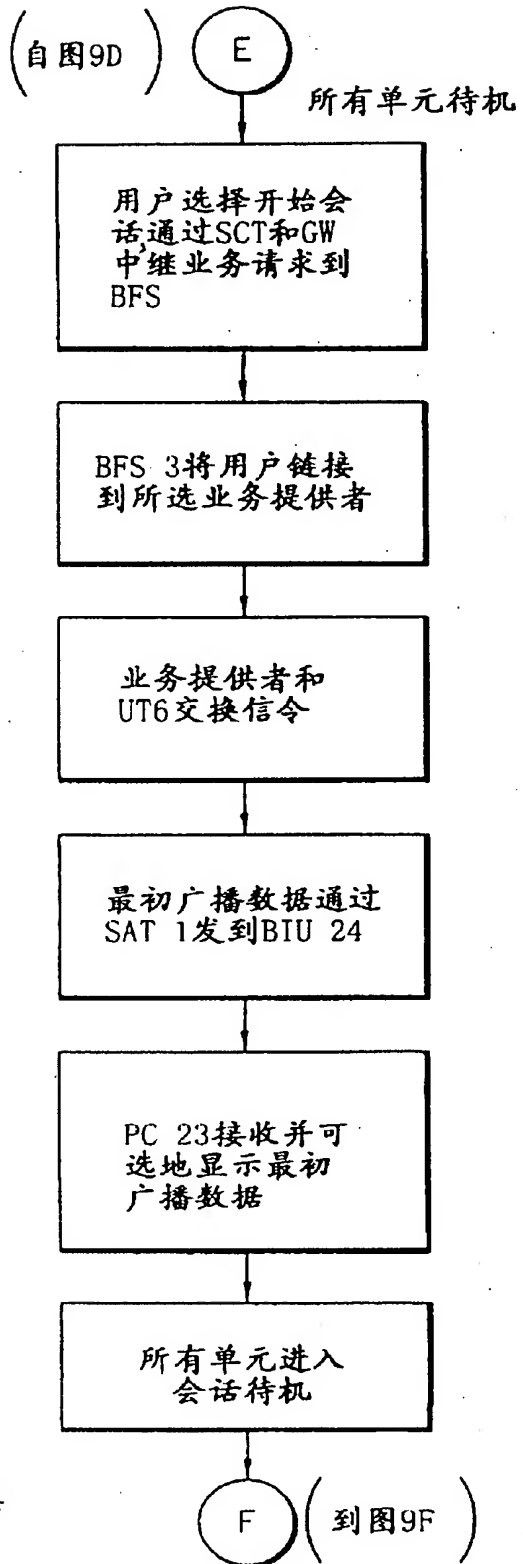 (自图9D)
E
所有单元待机
用户选择开始会
话,通过SCT和GW
中继业务请求到
BFS
BFS 3将用户链接
到所选业务提供者
业务提供者和
UT6交换信令
最初广播数据通过
SAT 1发到BIU 24
PC 23接收并可
选地显示最初
广播数据
所有单元进入
会话待机
F
(到图9F)